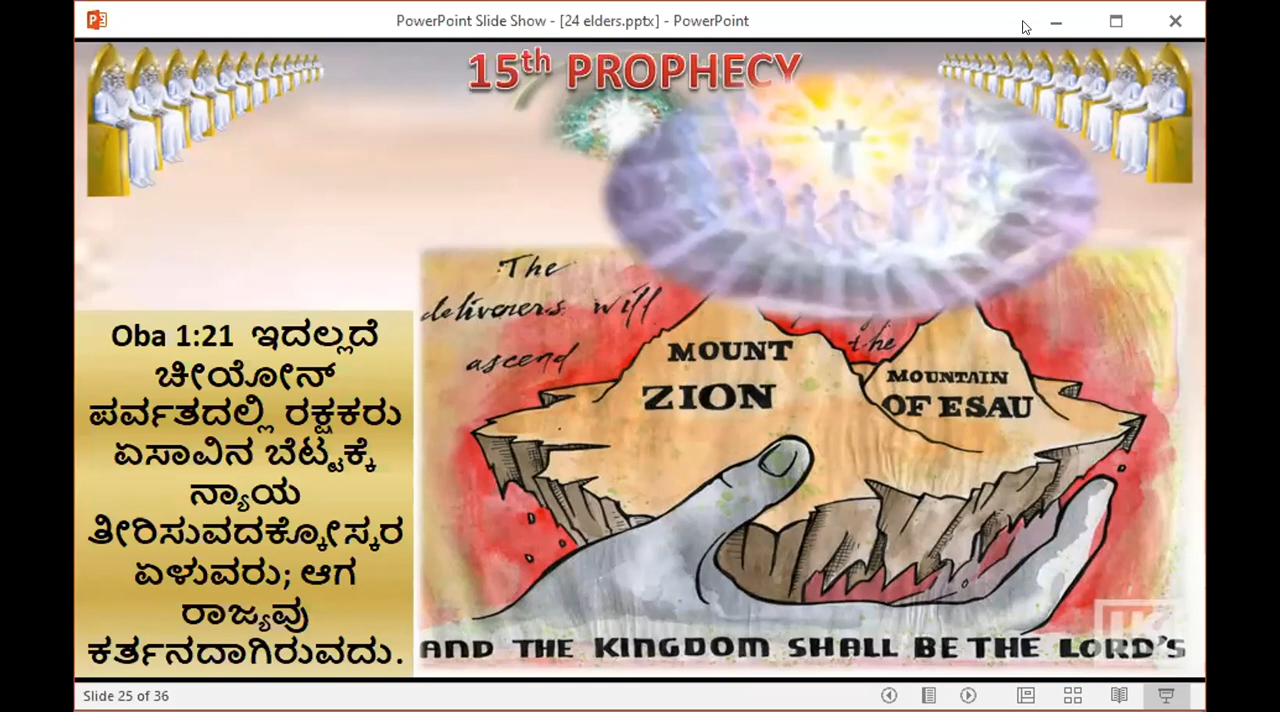 PowerPoint Slide Show - [24 elders.pptx] - PowerPoint
15th PROPHECY
The
deliverers will
ascend
the
MOUNT
ZION
MOUNTAIN
OF ESAU
AND THE KINGDOM SHALL BE THE LORD'S
Oba 1:21 ಇದಲ್ಲದೆ
ಚೀಯೋನ್
ಪರ್ವತದಲ್ಲಿ ರಕ್ಷಕರು
ಏಸಾವಿನ ಬೆಟ್ಟಕ್ಕೆ
ನ್ಯಾಯ
ತೀರಿಸುವದಕ್ಕೋಸ್ಕರ
ಏಳುವರು; ಆಗ
ರಾಜ್ಯವು
ಕರ್ತನದಾಗಿರುವದು.
Slide 25 of 36